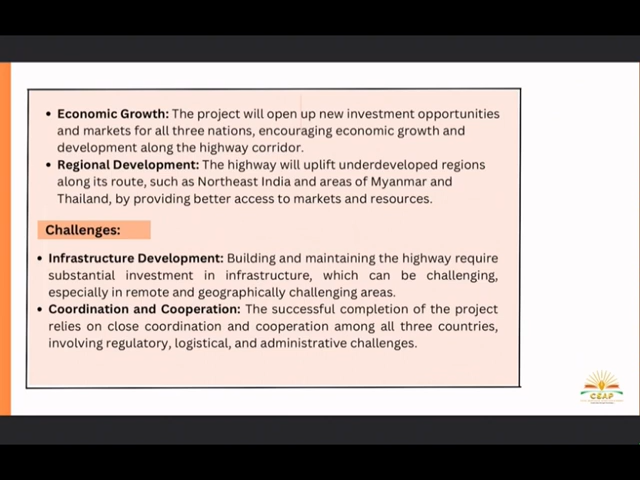 • Economic Growth: The project will open up new investment opportunities
and markets for all three nations, encouraging economic growth and
development along the highway corridor.
• Regional Development: The highway will uplift underdeveloped regions
along its route, such as Northeast India and areas of Myanmar and
Thailand, by providing better access to markets and resources.
Challenges:
• Infrastructure Development: Building and maintaining the highway require
substantial investment in infrastructure, which can be challenging,
especially in remote and geographically challenging areas.
• Coordination and Cooperation: The successful completion of the project
relies on close coordination and cooperation among all three countries,
involving regulatory, logistical, and administrative challenges.
CEAP